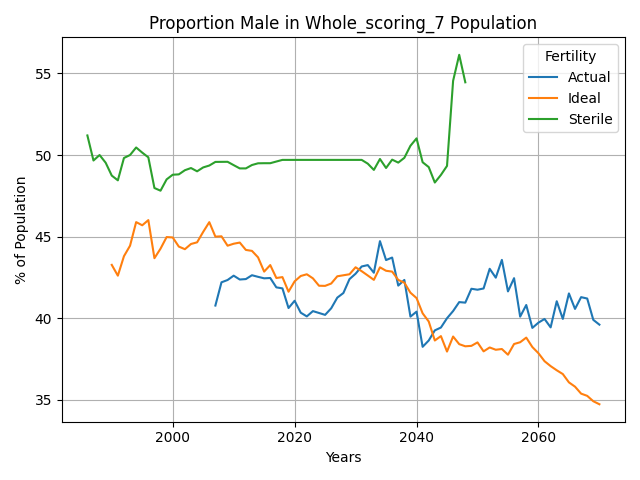 Proportion Male in Whole_scoring_7 Population
Fertility
Actual
Ideal
Sterile
% of Population
55
50
45
40
35
2000
2020
2040
2060
Years